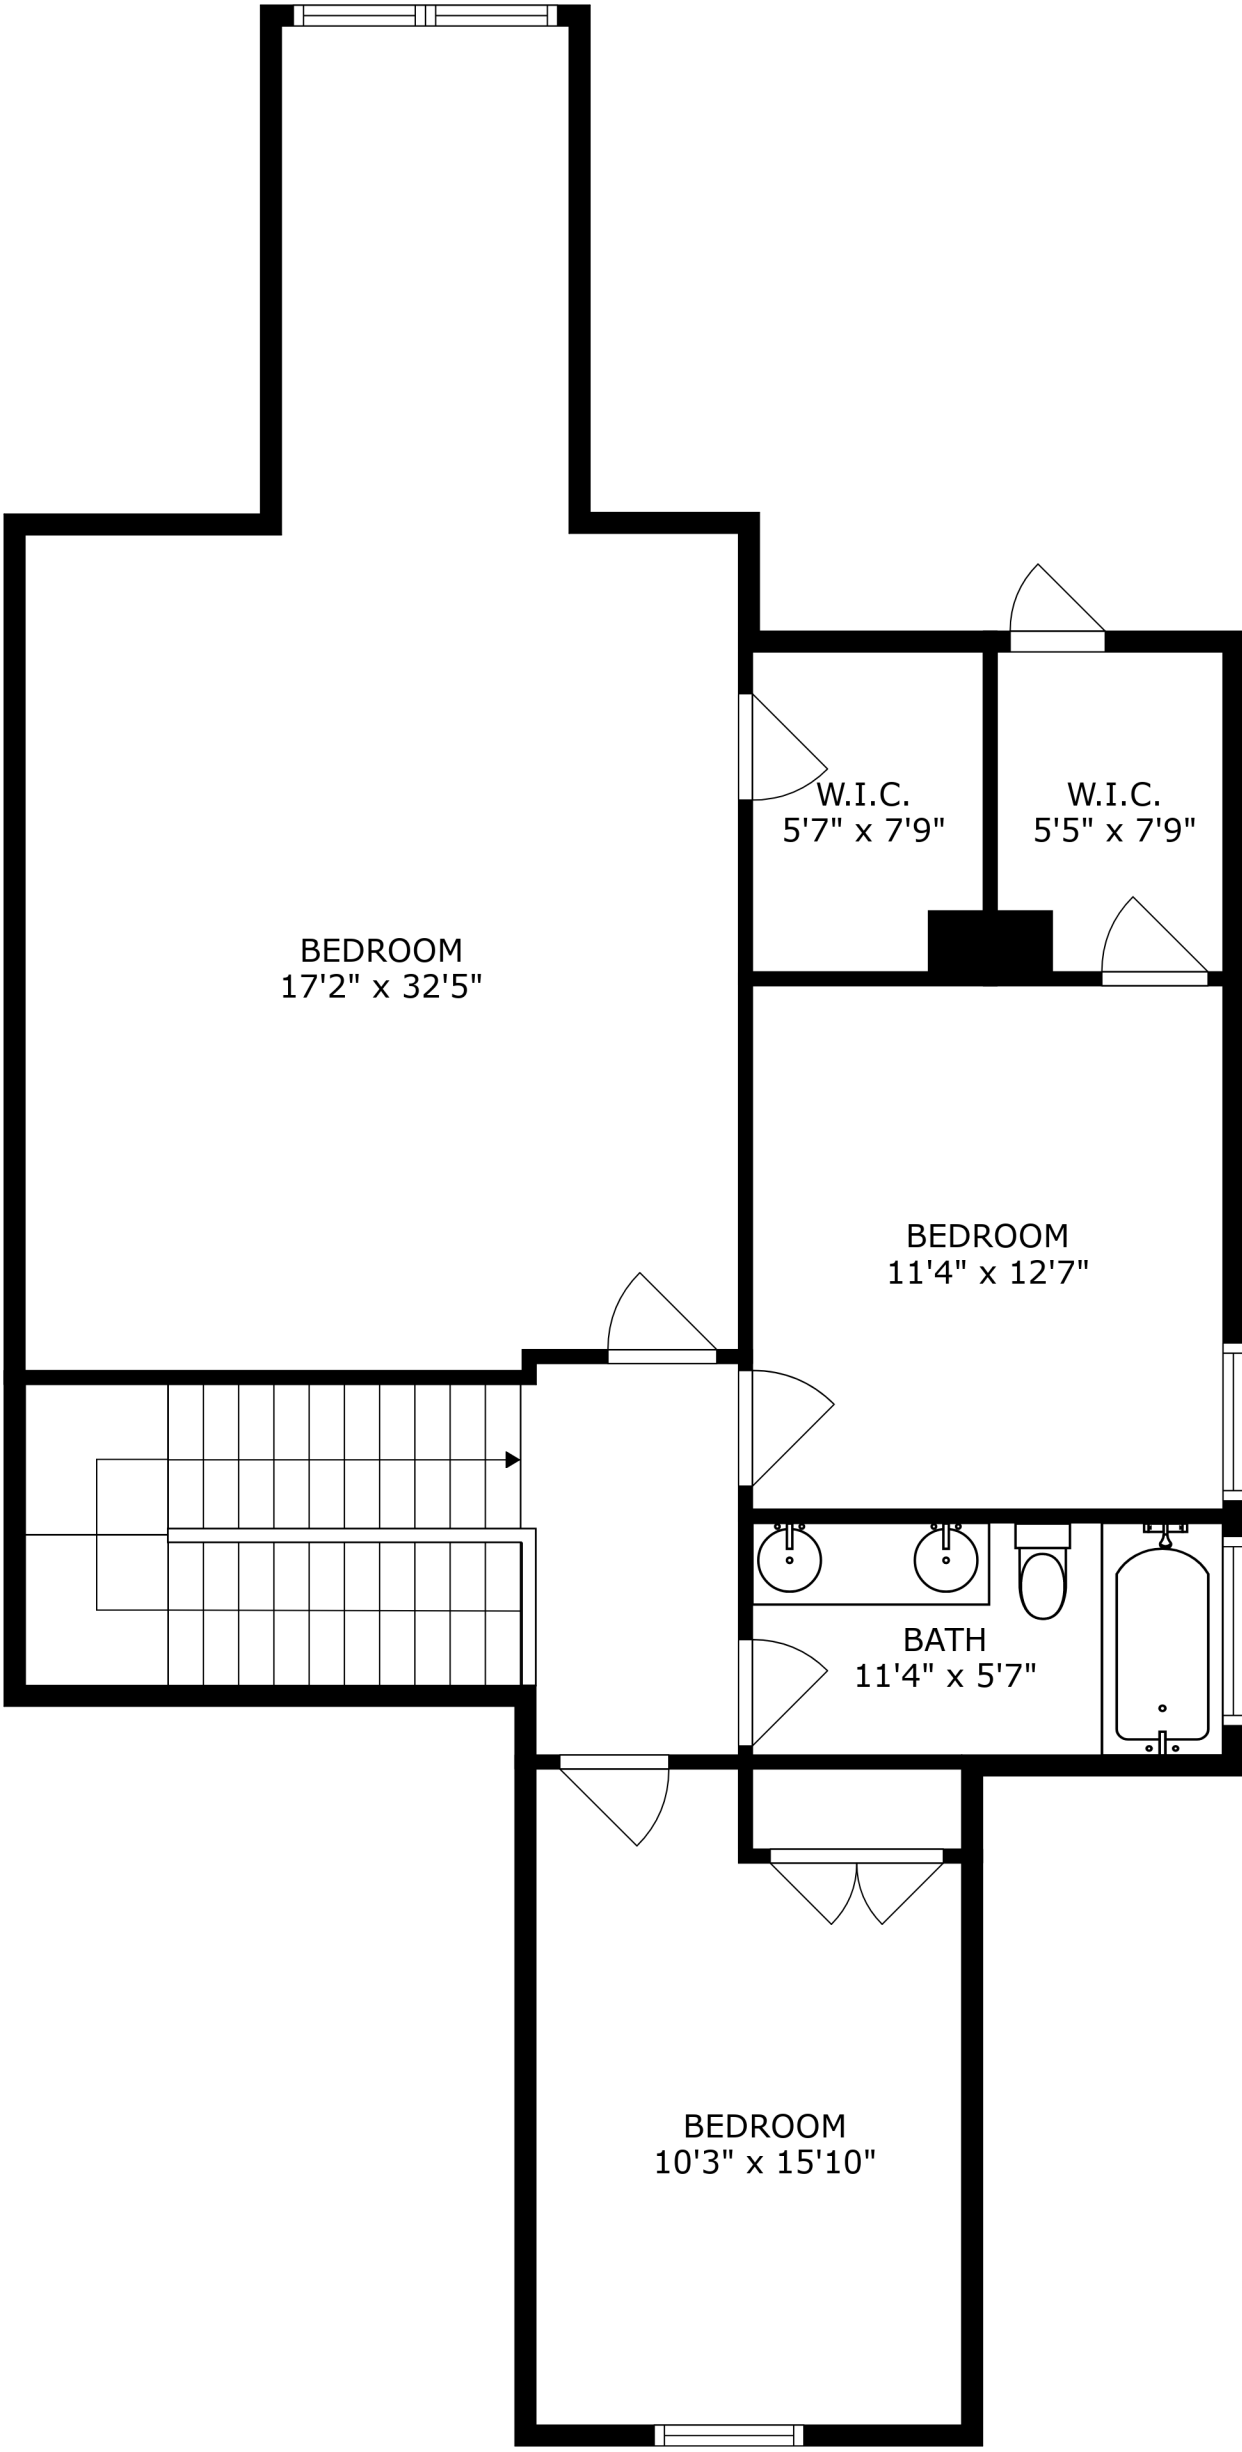 W.I.C.
5'7" x 7'9"
W.I.C.
5'5" x 7'9"
BEDROOM
17'2" x 32'5"
BEDROOM
11'4" x 12'7"
BATH
11'4" x 5'7"
BEDROOM
10'3" x 15'10"